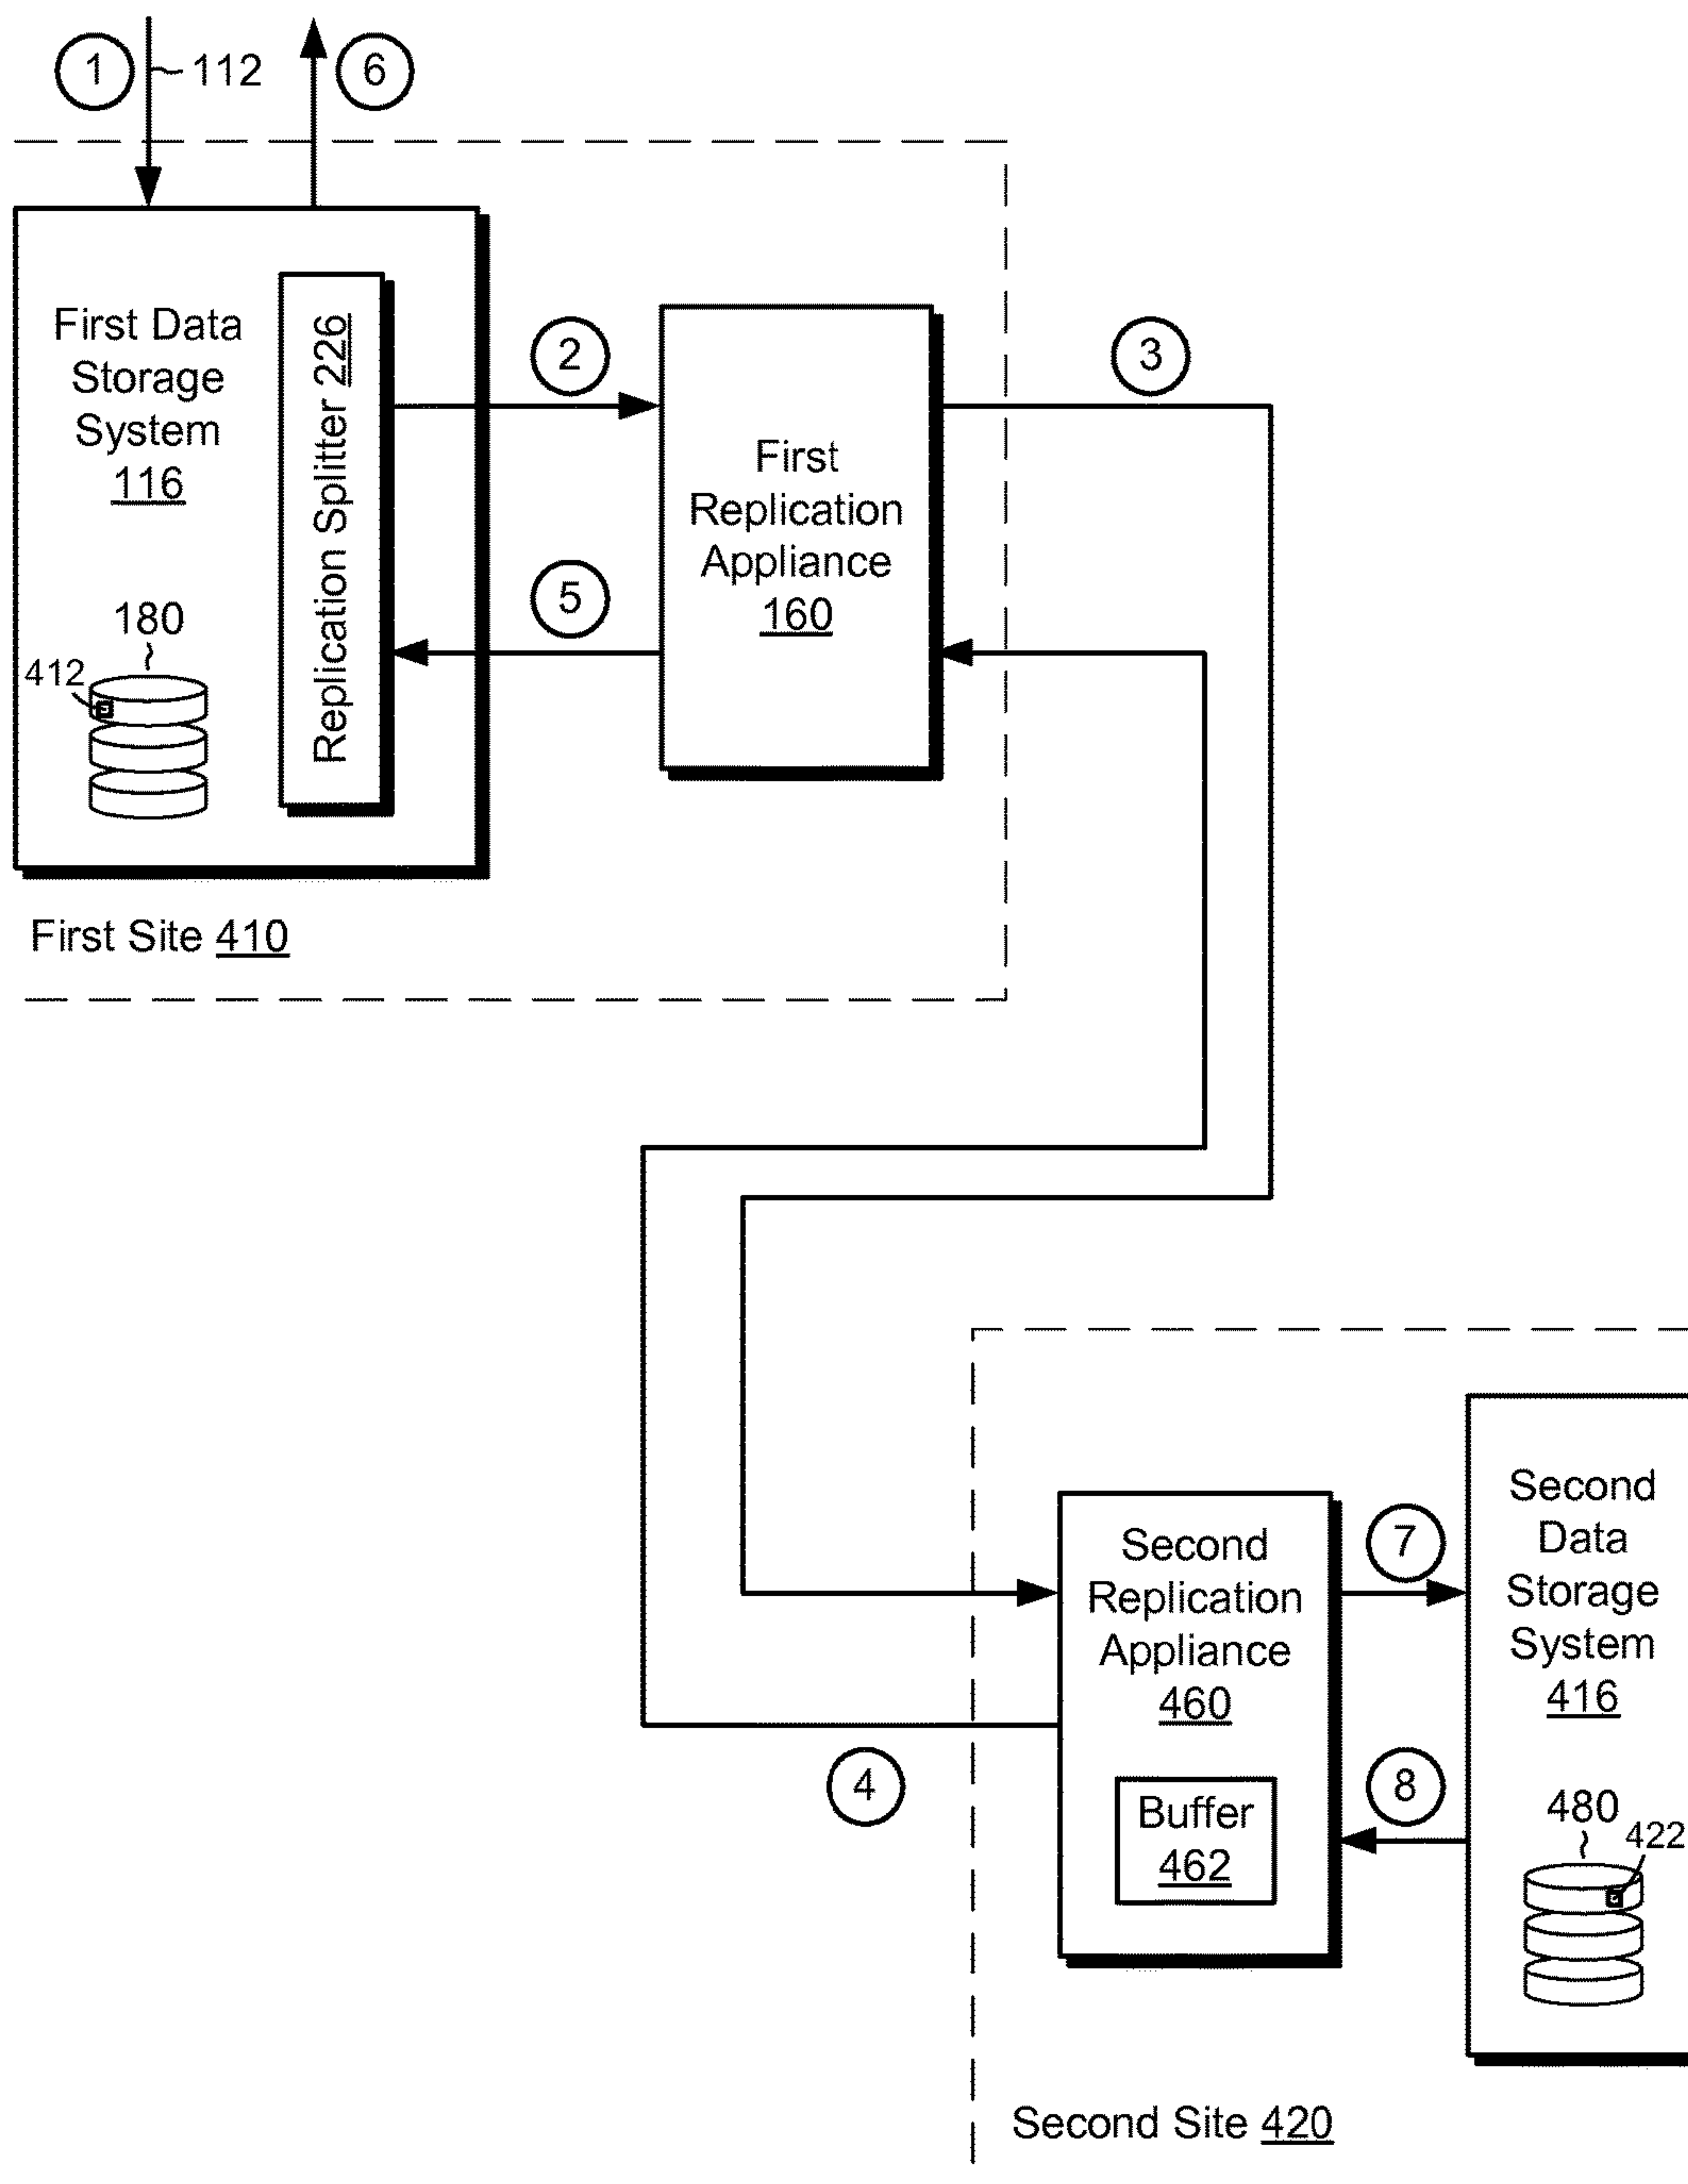 1
112
6
First Data
Storage
System
116
Replication Splitter 226
2
First
Replication
Appliance
160
3
5
180
412
First Site 410
Second
Replication
Appliance
460
Buffer
462
7
Second
Data
Storage
System
416
4
8
480
422
Second Site 420